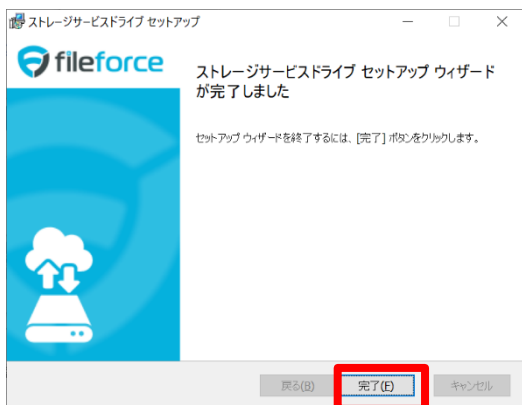 ストレージサービスドライブ セットアップ
fileforce
ストレージサービスドライブ セットアップ ウィザード
が完了しました
セットアップ ウィザードを終了するには、[完了] ボタンをクリックします。
戻る(B)
完了(F)
キャンセル